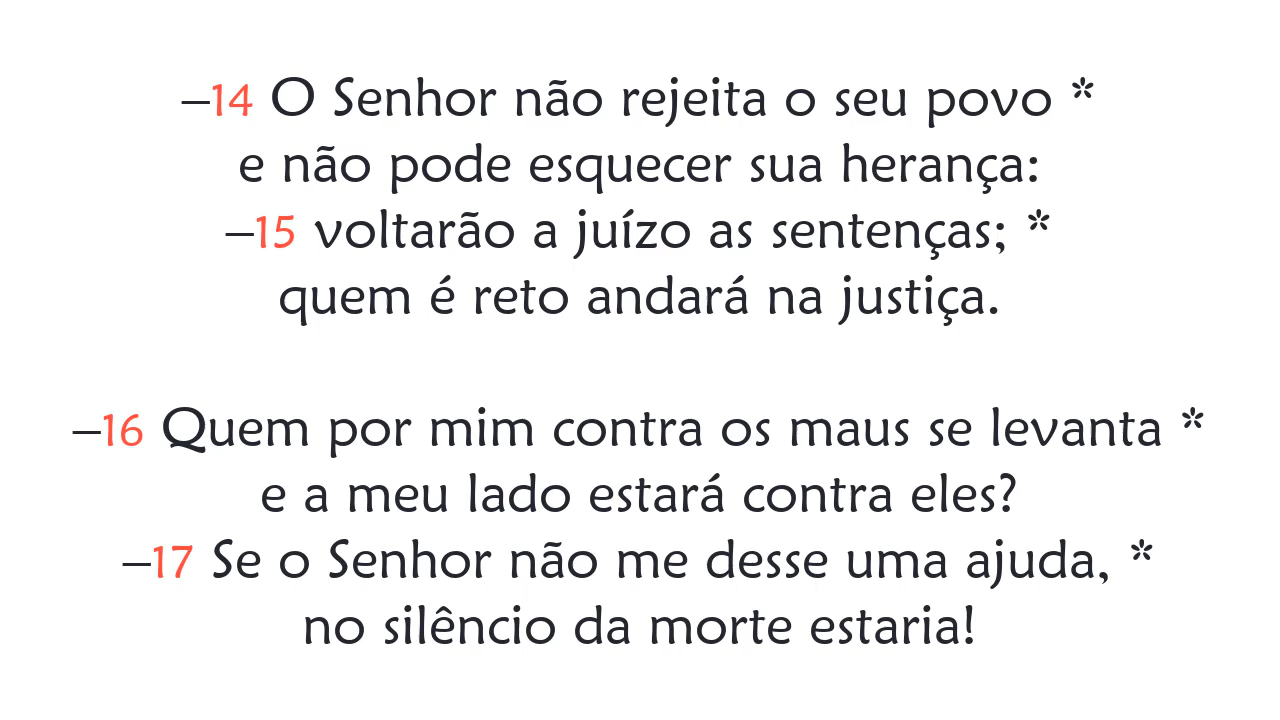 –14 O Senhor não rejeita o seu povo *
e não pode esquecer sua herança:
–15 voltarão a juízo as sentenças; *
quem é reto andará na justiça.
–16 Quem por mim contra os maus se levanta *
e a meu lado estará contra eles?
–17 Se o Senhor não me desse uma ajuda, *
no silêncio da morte estaria!